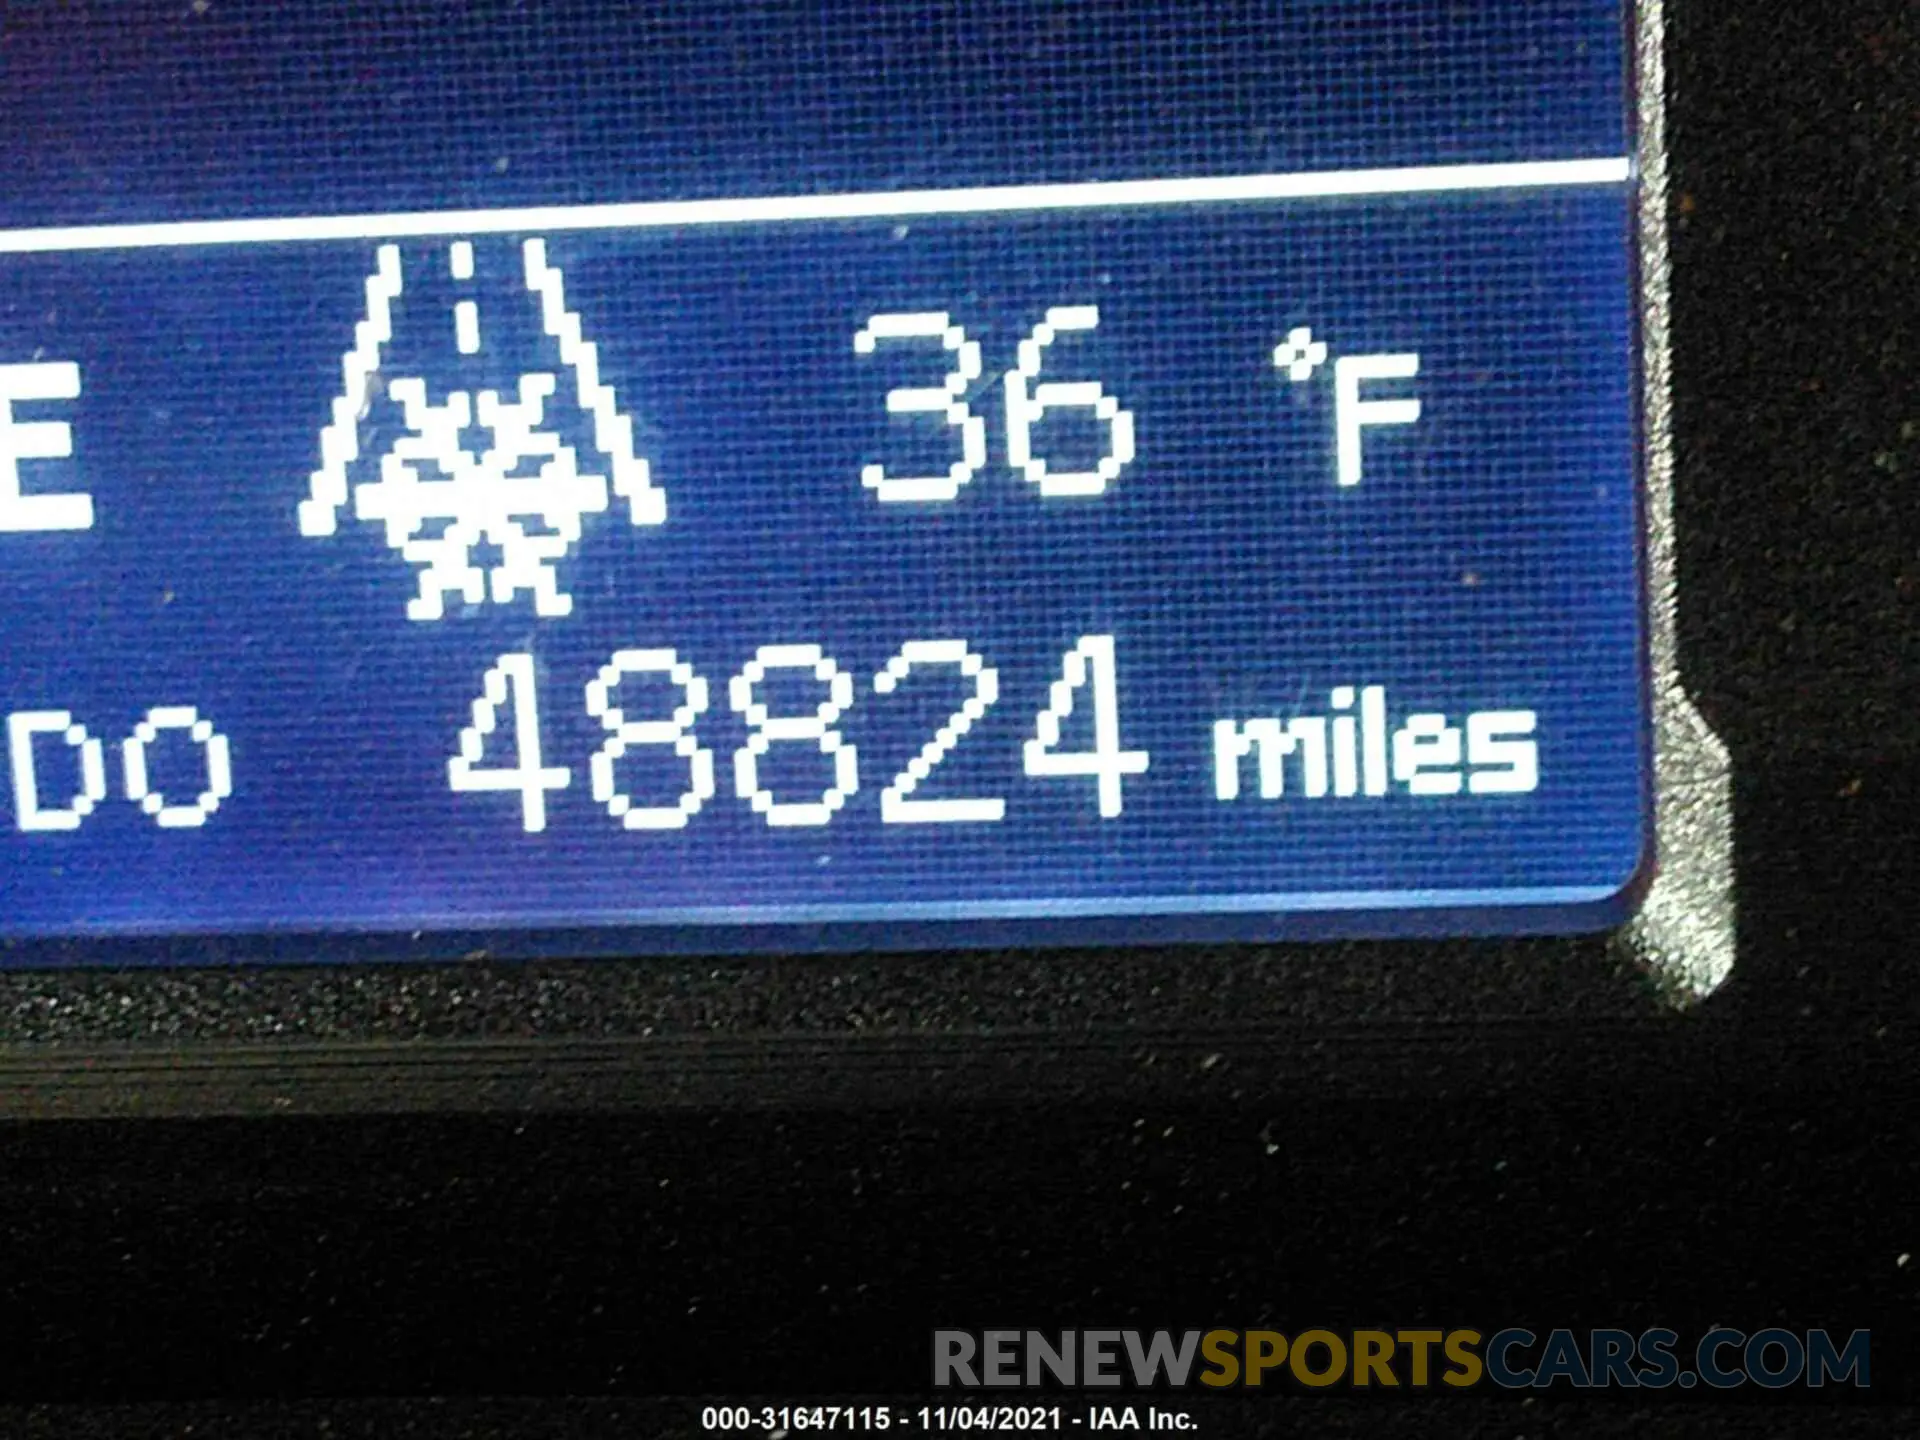 E 36 °F
DO 48824 miles
RENEWSPORTSCARS.COM
000-31647115 - 11/04/2021 - IAA Inc.